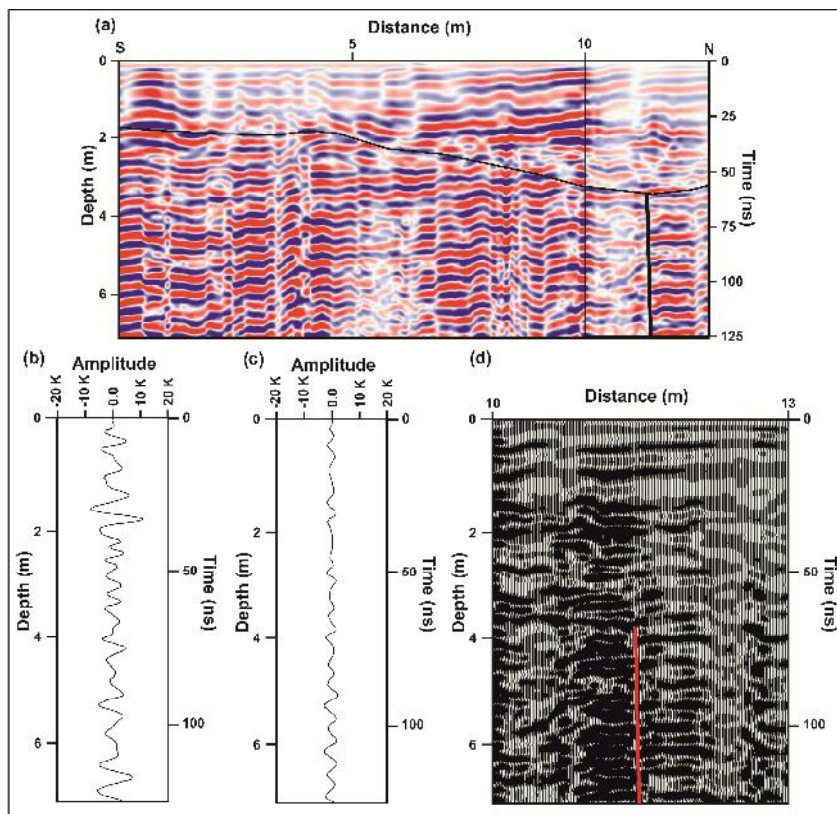 (a)
Distance (m)
S 5 10 N
0 0
25
2
50
4
75
100
6
125
Depth (m)
Time (ns)
(b)
Amplitude
-20 K -10 K 0.0 10 K 20 K
0 0
2
50
4
100
6
Depth (m)
Time (ns)
(c)
Amplitude
-20 K -10 K 0.0 10 K 20 K
0 0
2
50
4
100
6
Depth (m)
Time (ns)
(d)
Distance (m)
10 13
0 0
2
50
4
100
6
Depth (m)
Time (ns)